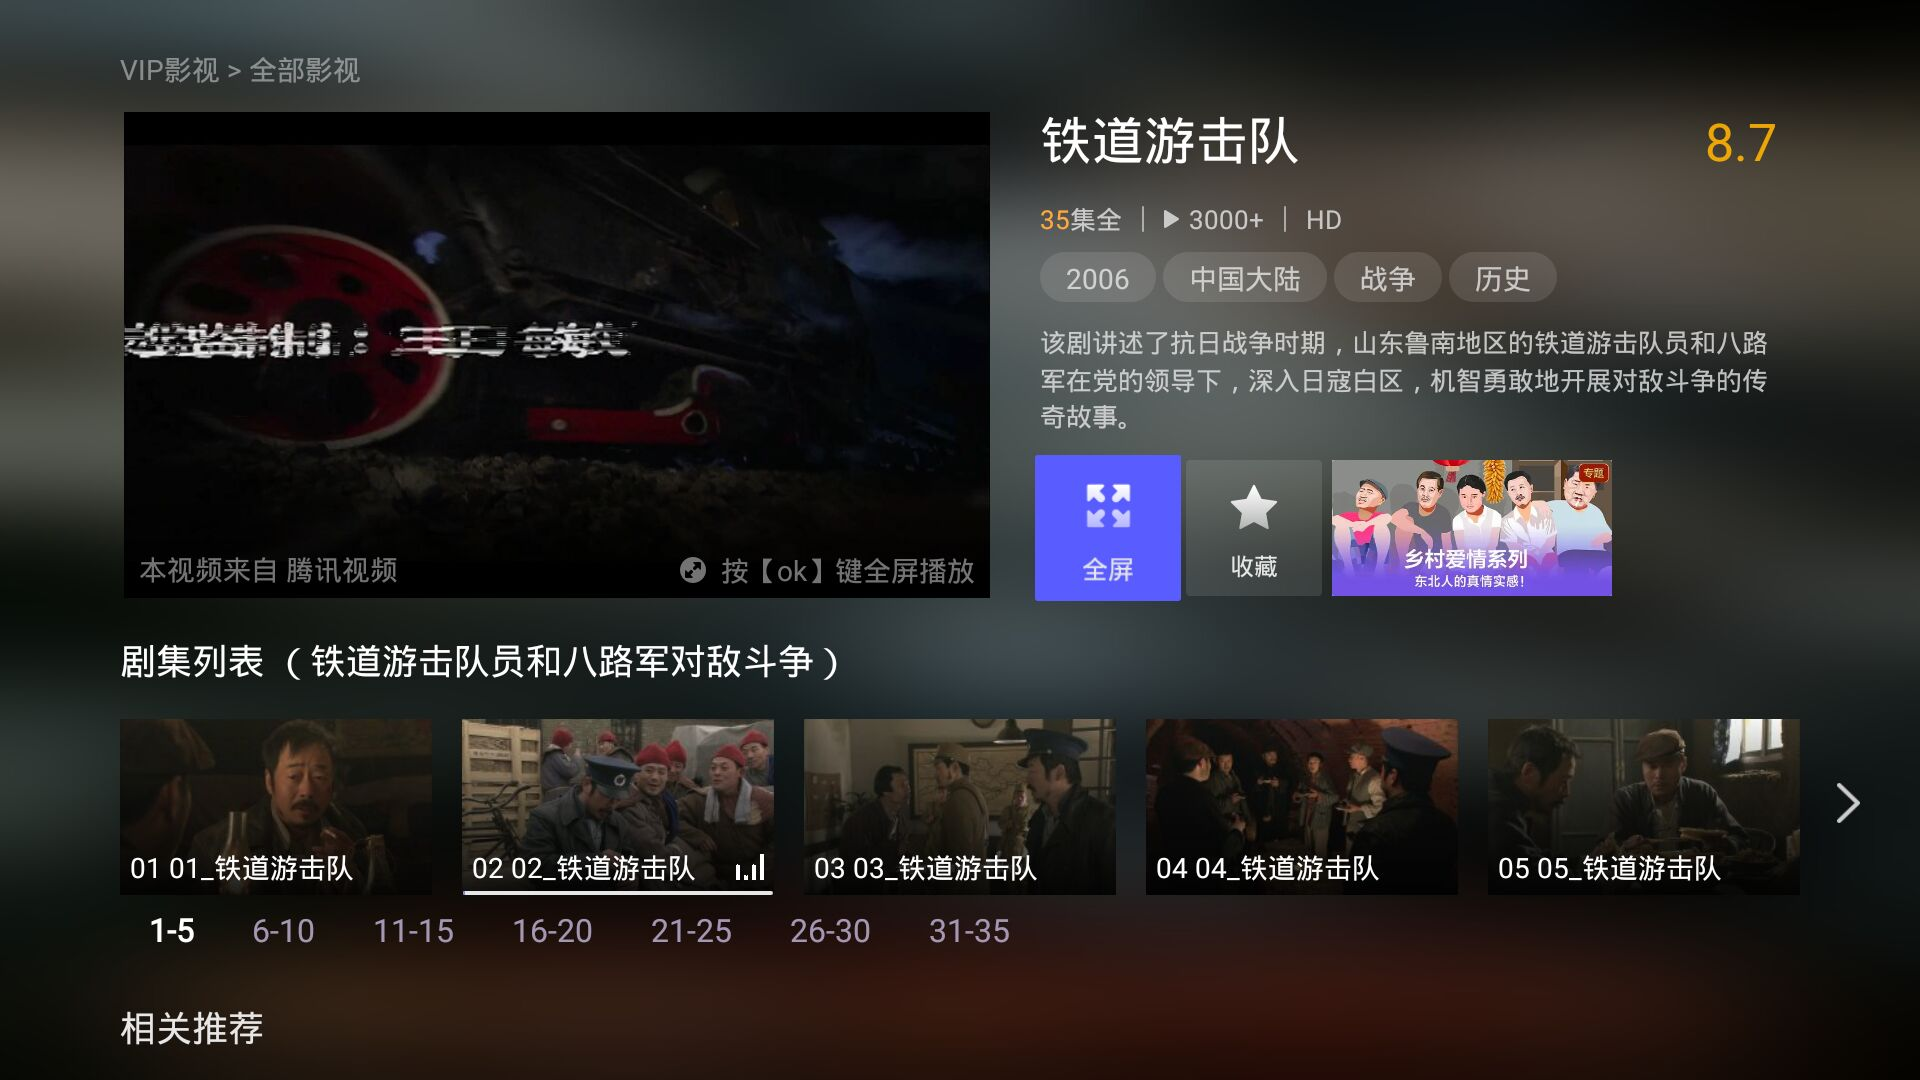 VIP影视 > 全部影视
本视频来自 腾讯视频
按【ok】键全屏播放
铁道游击队
8.7
35集全 | 3000+ | HD
2006 中国大陆 战争 历史
该剧讲述了抗日战争时期，山东鲁南地区的铁道游击队员和八路
军在党的领导下，深入日寇白区，机智勇敢地开展对敌斗争的传
奇故事。
全屏
收藏
专题
乡村爱情系列
东北人的真情实感！
剧集列表 （铁道游击队员和八路军对敌斗争）
01 01_铁道游击队
02 02_铁道游击队
03 03_铁道游击队
04 04_铁道游击队
05 05_铁道游击队
1-5 6-10 11-15 16-20 21-25 26-30 31-35
相关推荐